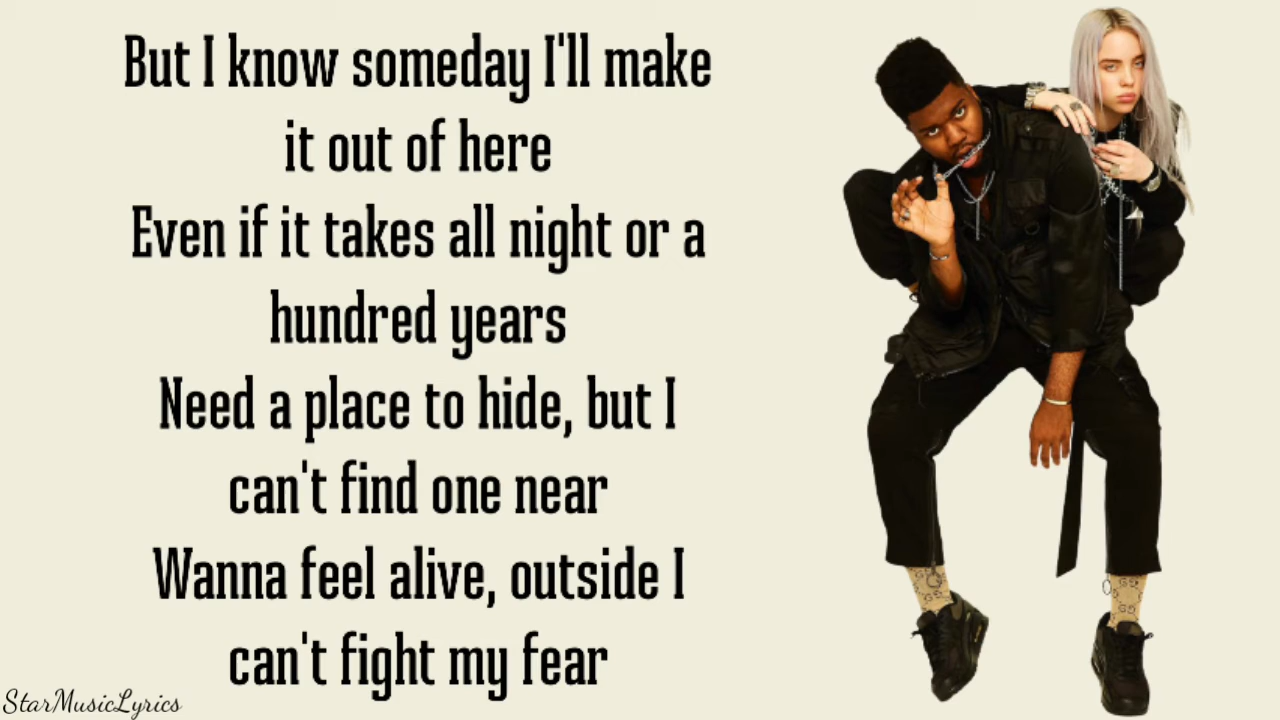 But I know someday I'll make
it out of here
Even if it takes all night or a
hundred years
Need a place to hide, but I
can't find one near
Wanna feel alive, outside I
can't fight my fear
StarMusicLyrics